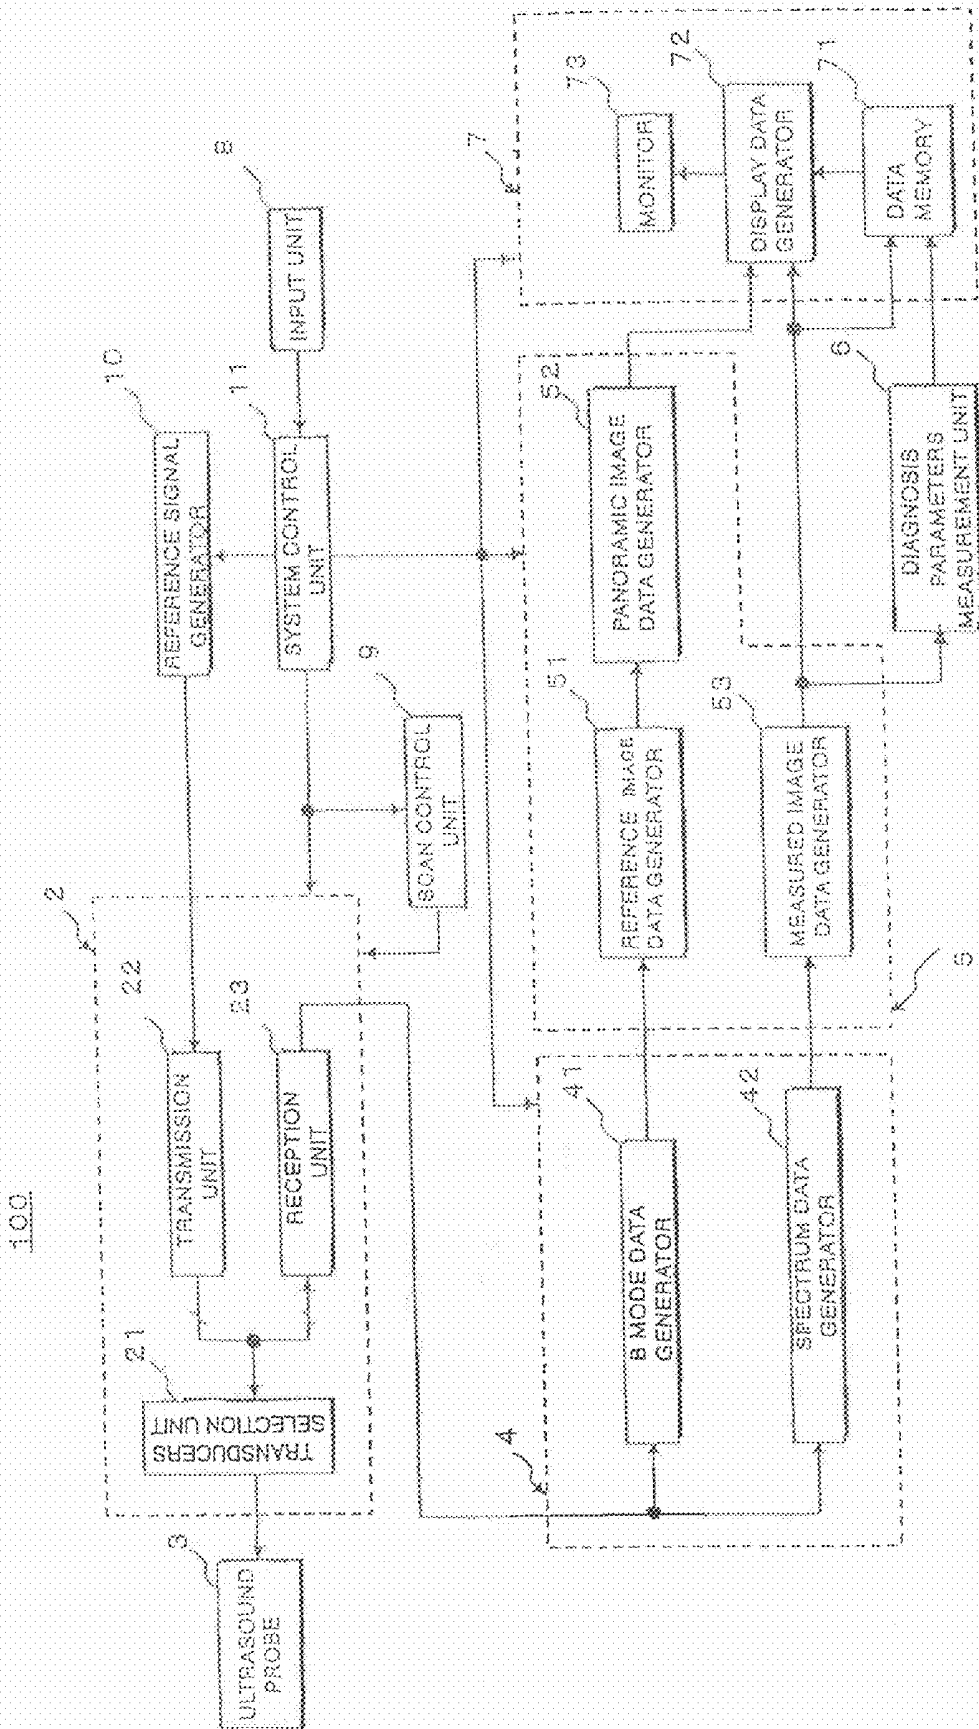 100
2
21
22
23
3
ULTRASOUND
PROBE
TRANSDUCERS
SELECTION UNIT
TRANSMISSION
UNIT
RECEPTION
UNIT
10
REFERENCE SIGNAL
GENERATOR
11
SYSTEM CONTROL
UNIT
8
INPUT UNIT
9
SCAN CONTROL
UNIT
4
41
B MODE DATA
GENERATOR
42
SPECTRUM DATA
GENERATOR
5
51
REFERENCE IMAGE
DATA GENERATOR
52
PANORAMIC IMAGE
DATA GENERATOR
53
MEASURED IMAGE
DATA GENERATOR
6
DIAGNOSIS
PARAMETERS
MEASUREMENT UNIT
7
73
MONITOR
72
DISPLAY DATA
GENERATOR
71
DATA
MEMORY